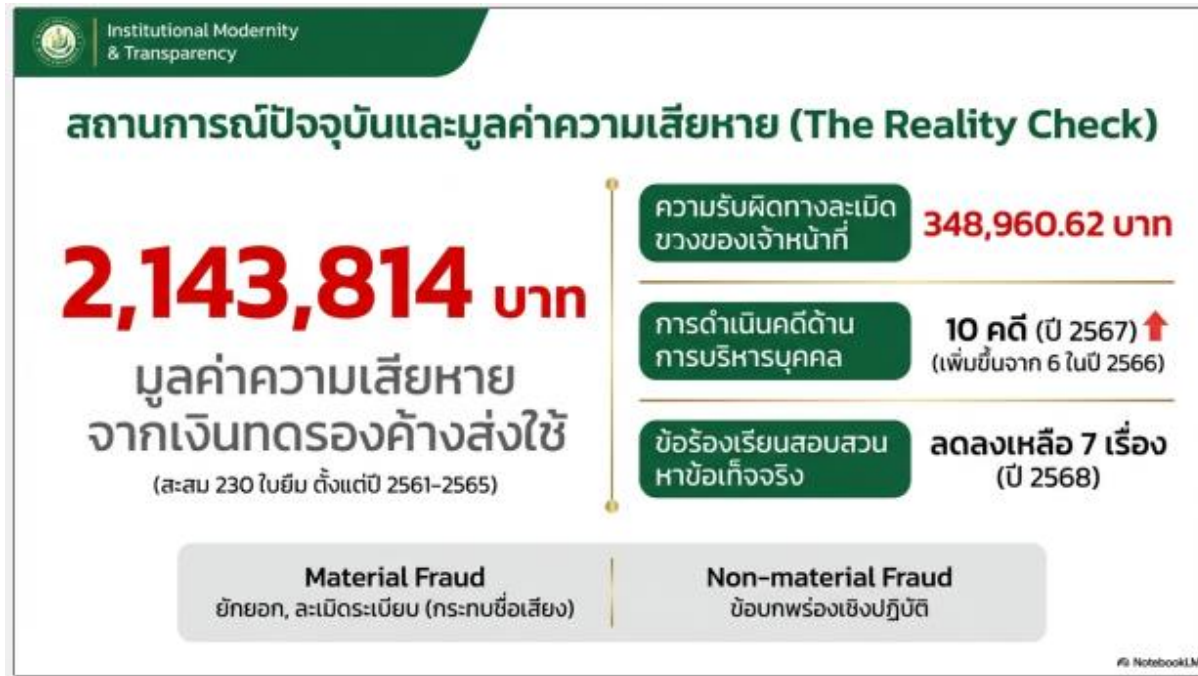 Institutional Modernity
& Transparency
สถานการณ์ปัจจุบันและมูลค่าความเสียหาย (The Reality Check)
2,143,814 บาท
มูลค่าความเสียหาย
จากเงินทดรองค้างส่งใช้
(สะสม 230 ใบยืม ตั้งแต่ปี 2561-2565)
ความรับผิดทางละเมิด
ขวงของเจ้าหน้าที่
348,960.62 บาท
การดำเนินคดีด้าน
การบริหารบุคคล
10 คดี (ปี 2567)
(เพิ่มขึ้นจาก 6 ในปี 2566)
ข้อร้องเรียนสอบสวน
หาข้อเท็จจริง
ลดลงเหลือ 7 เรื่อง
(ปี 2568)
Material Fraud
ยักยอก, ละเมิดระเบียบ (กระทบชื่อเสียง)
Non-material Fraud
ข้อบกพร่องเชิงปฏิบัติ
NotebookLM